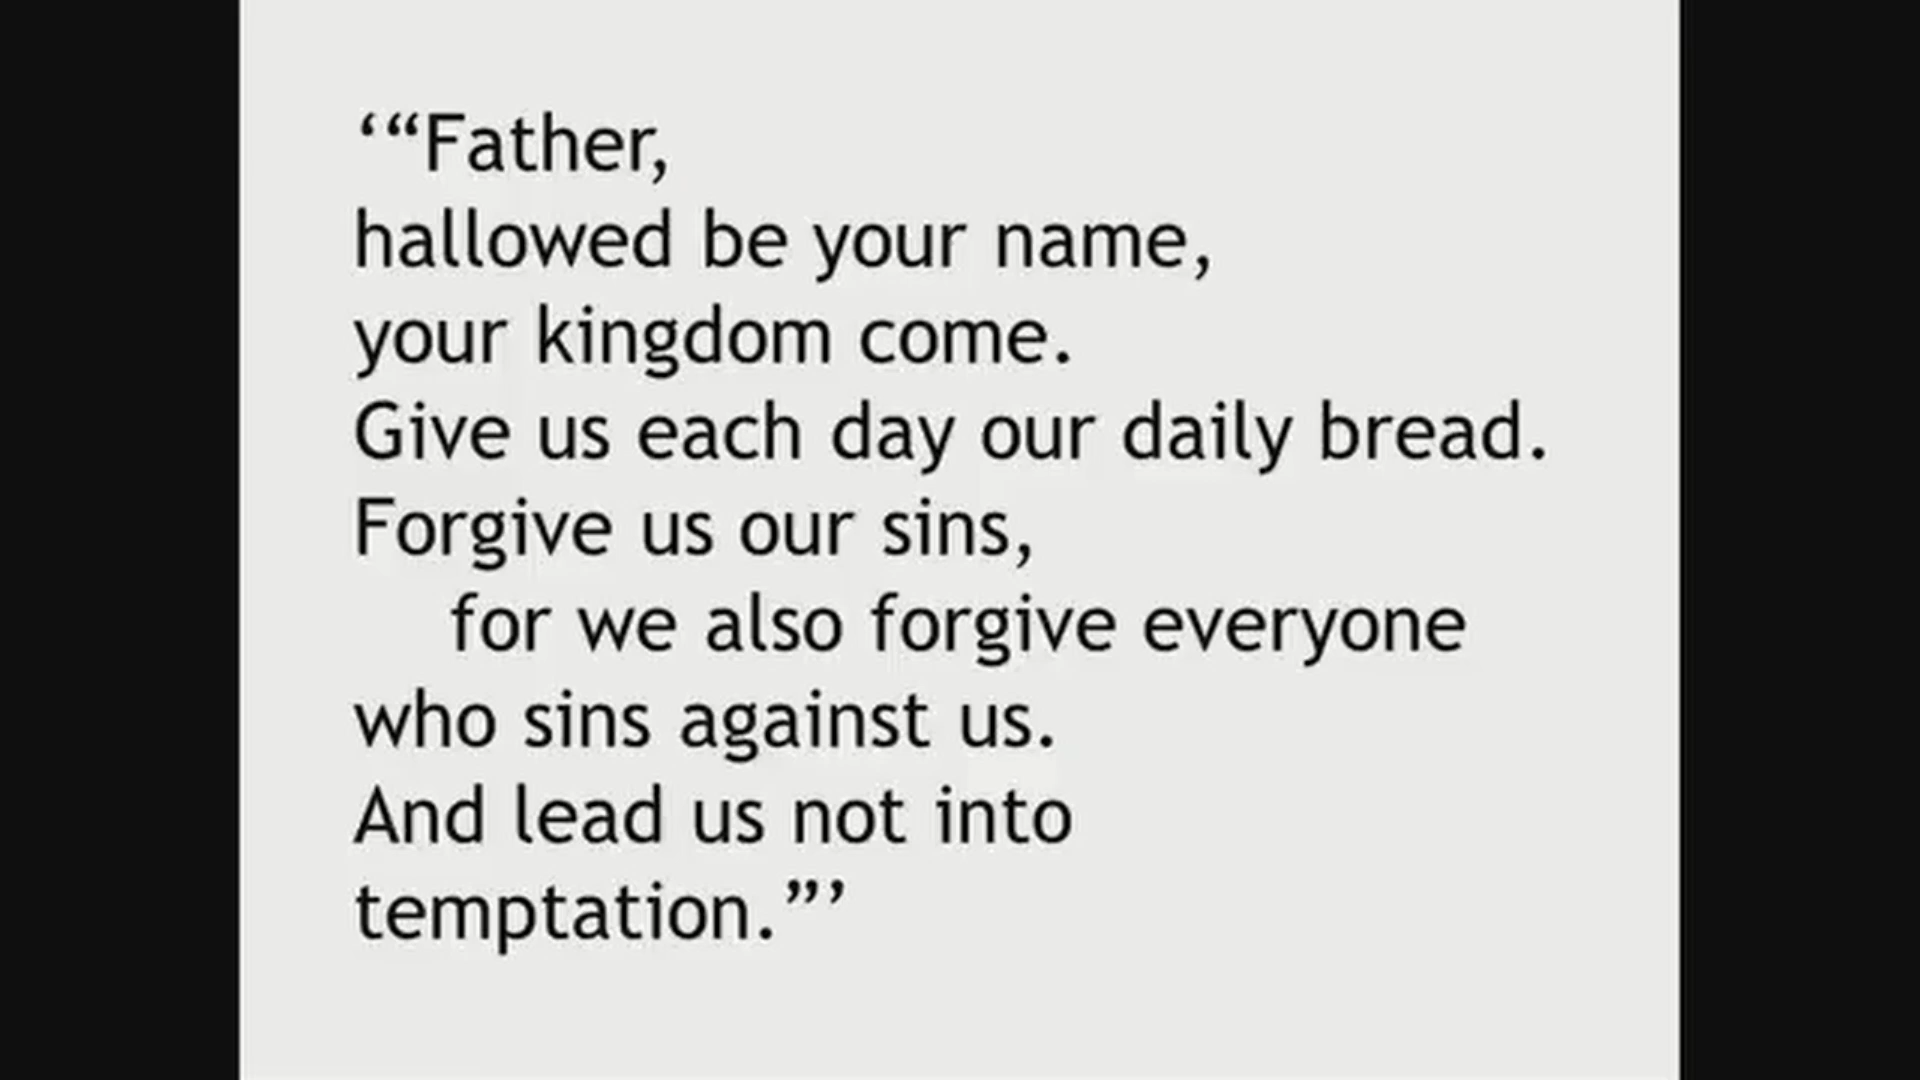 ‘“Father,
hallowed be your name,
your kingdom come.
Give us each day our daily bread.
Forgive us our sins,
for we also forgive everyone
who sins against us.
And lead us not into
temptation.”’